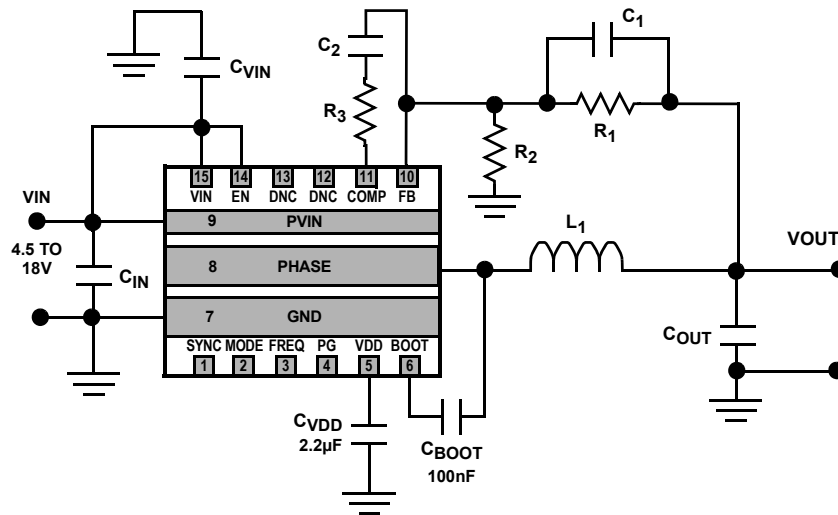 C1
C2
CVIN
R3
R1
R2
15 14 13 12 11 10
VIN EN DNC DNC COMP FB
VIN
9 PVIN
L1
VOUT
4.5 TO
18V
CIN
8 PHASE
7 GND
COUT
SYNC MODE FREQ PG VDD BOOT
1 2 3 4 5 6
CVDD
2.2µF
CBOOT
100nF